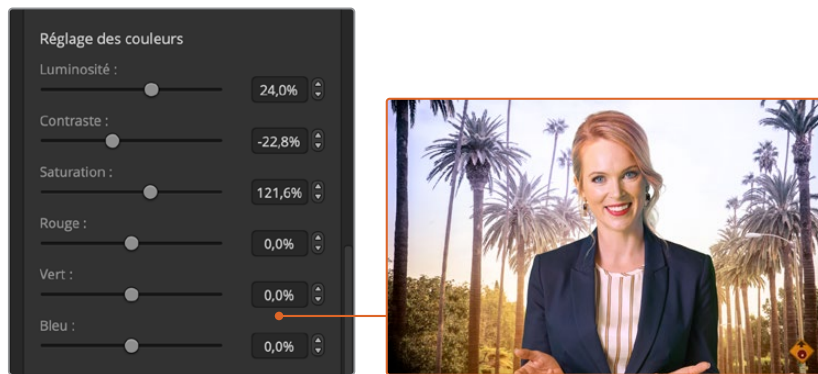 Réglage des couleurs
Luminosité :
24,0%
Contraste :
-22,8%
Saturation :
121,6%
Rouge :
0,0%
Vert :
0,0%
Bleu :
0,0%